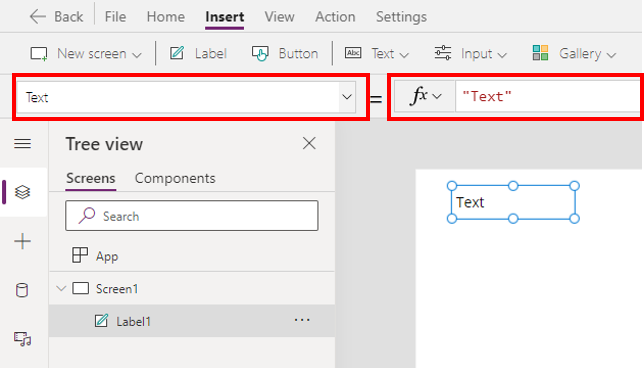 Back File Home Insert View Action Settings
New screen Label Button Abc Text Input Gallery
Text = fx "Text"
Tree view
Screens Components
Text
Search
App
Screen1
Label1 ...